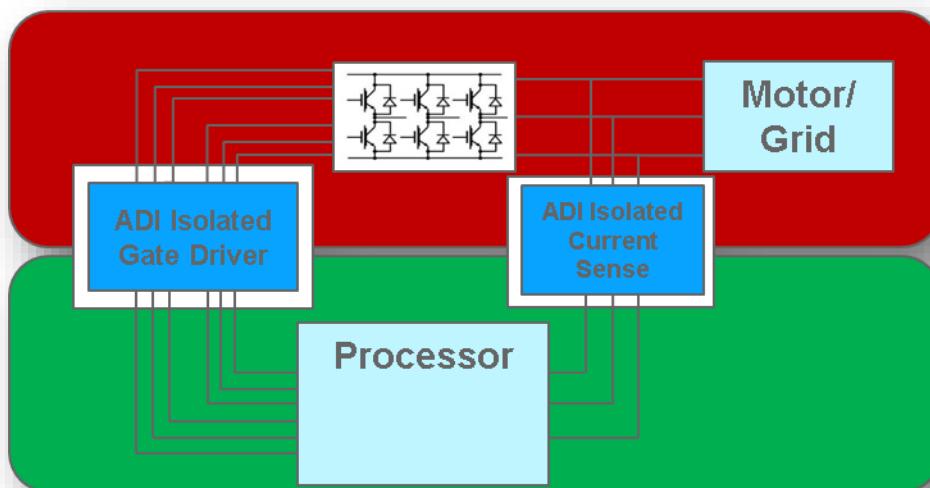 Motor/
Grid
ADI Isolated
Gate Driver
ADI Isolated
Current
Sense
Processor